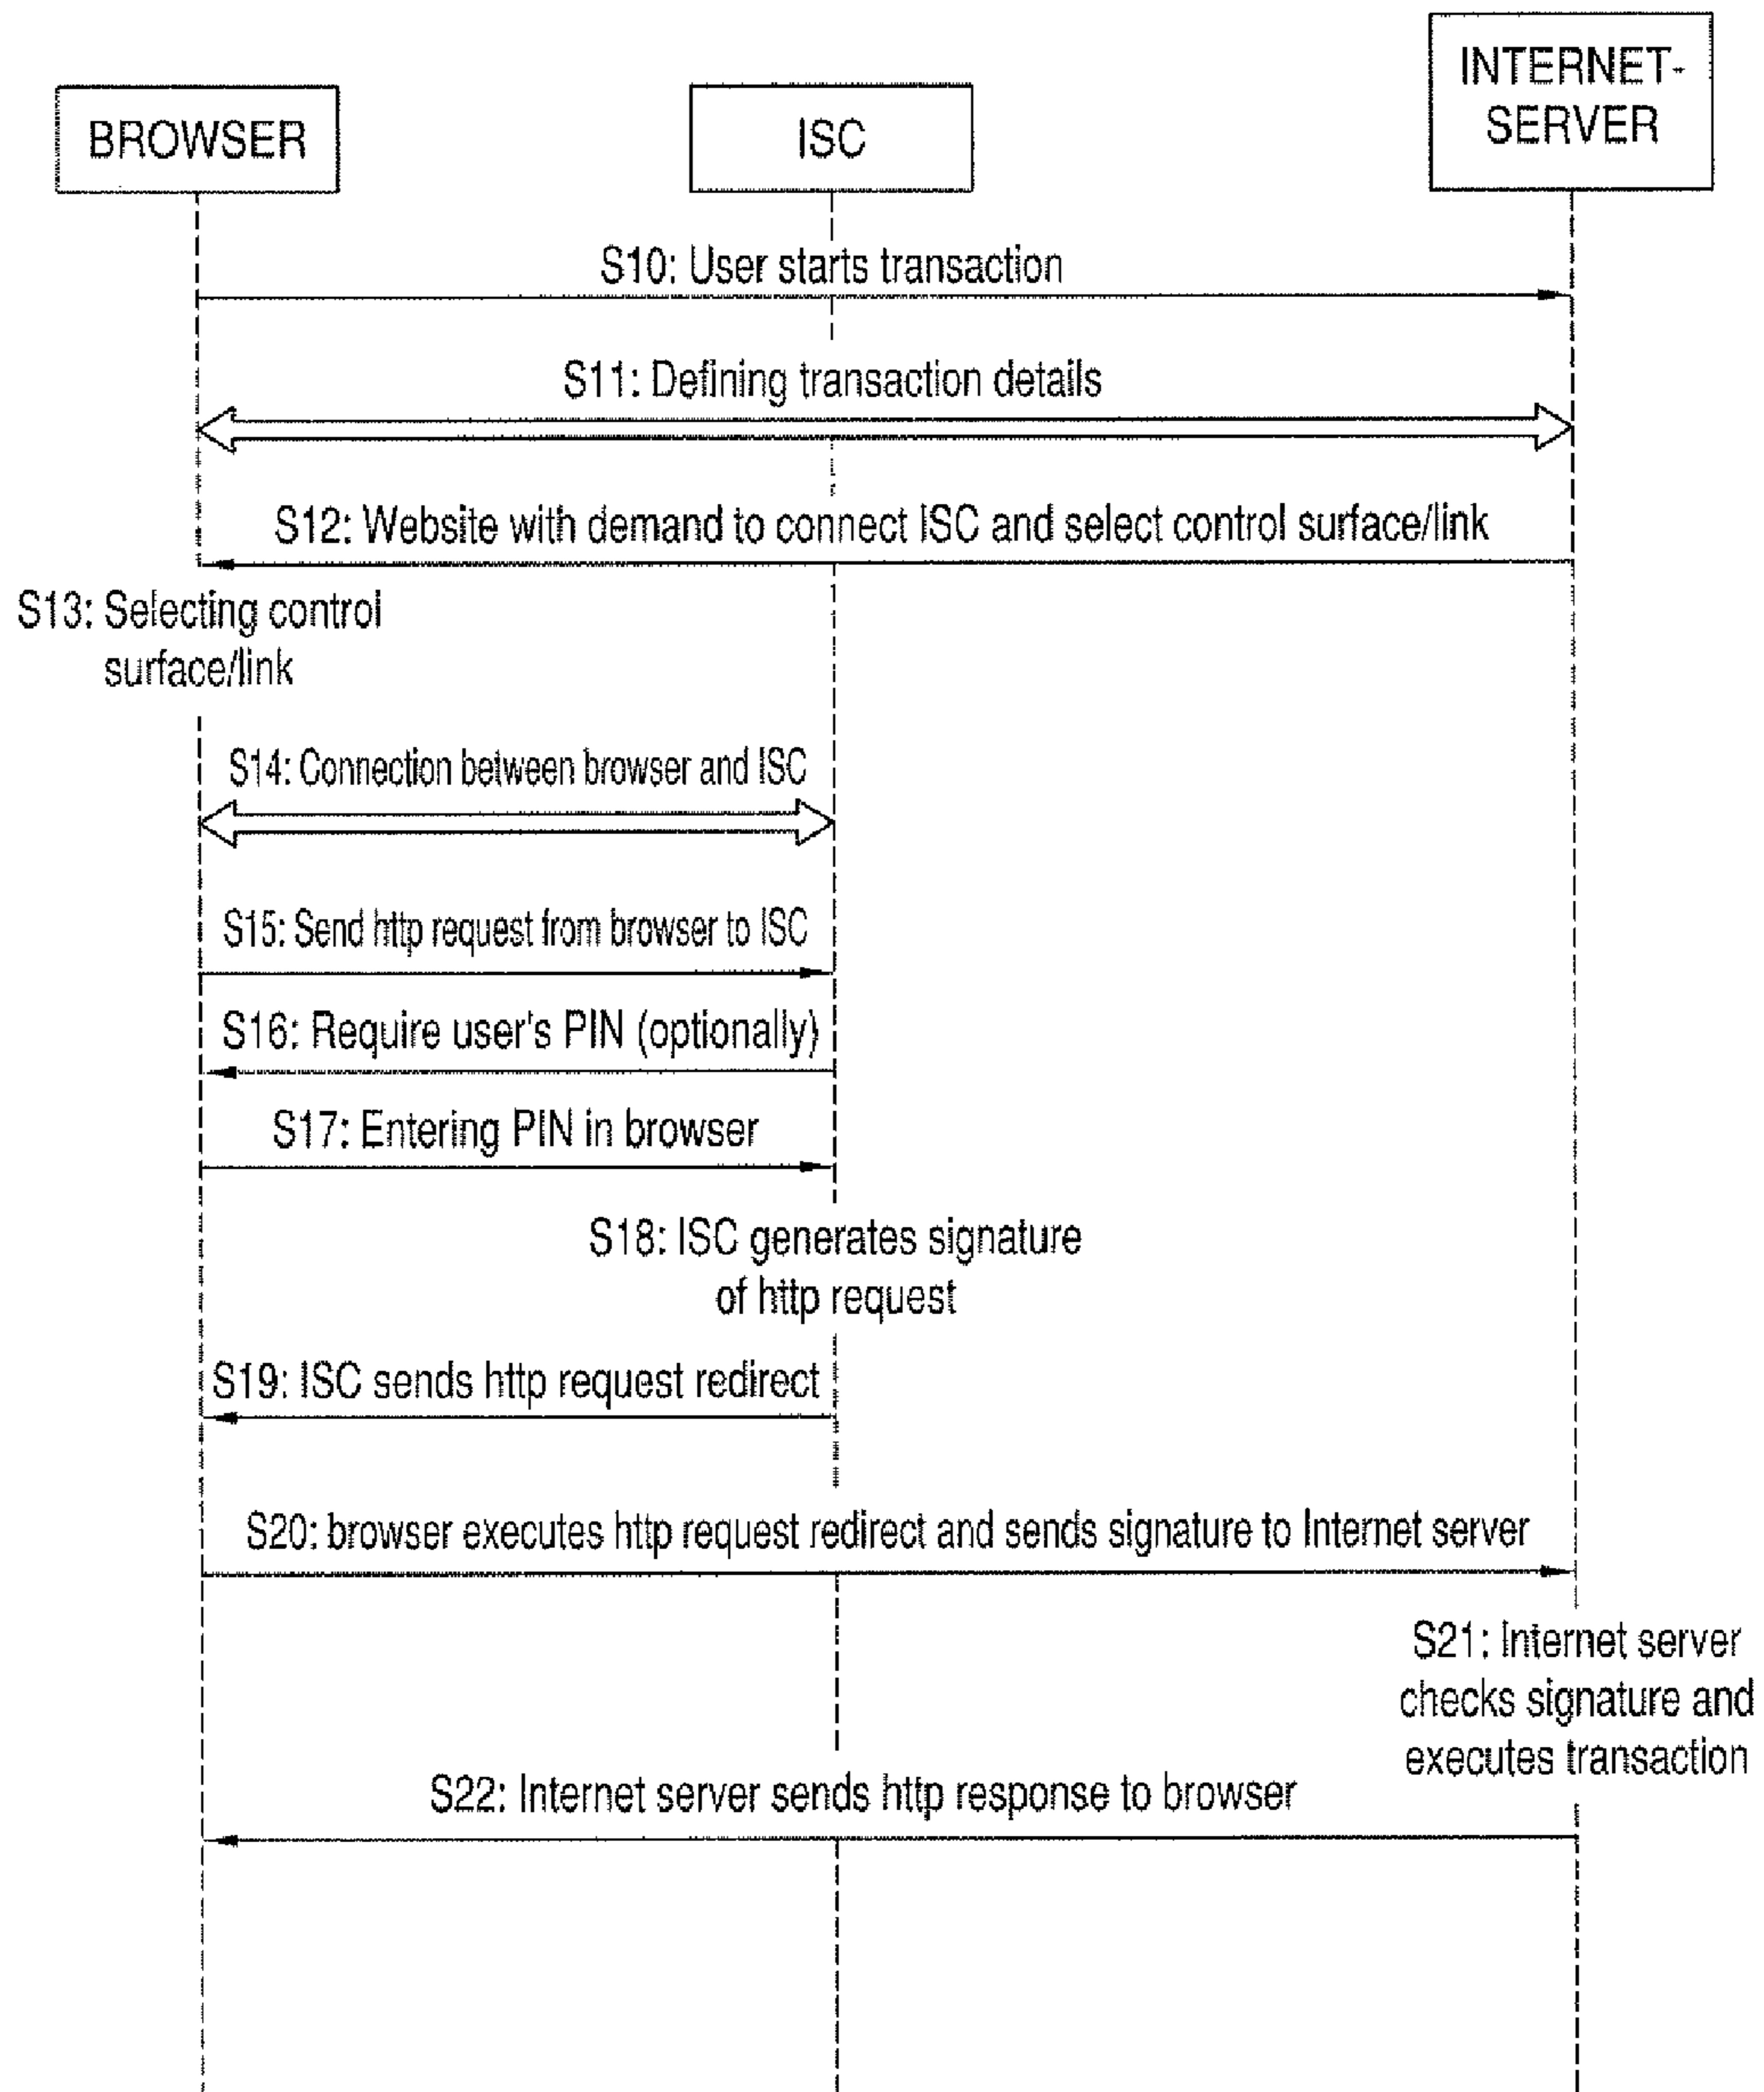 BROWSER
ISC
INTERNET-
SERVER
S10: User starts transaction
S11: Defining transaction details
S12: Website with demand to connect ISC and select control surface/link
S13: Selecting control
surface/link
S14: Connection between browser and ISC
S15: Send http request from browser to ISC
S16: Require user's PIN (optionally)
S17: Entering PIN in browser
S18: ISC generates signature
of http request
S19: ISC sends http request redirect
S20: browser executes http request redirect and sends signature to Internet server
S21: Internet server
checks signature and
executes transaction
S22: Internet server sends http response to browser